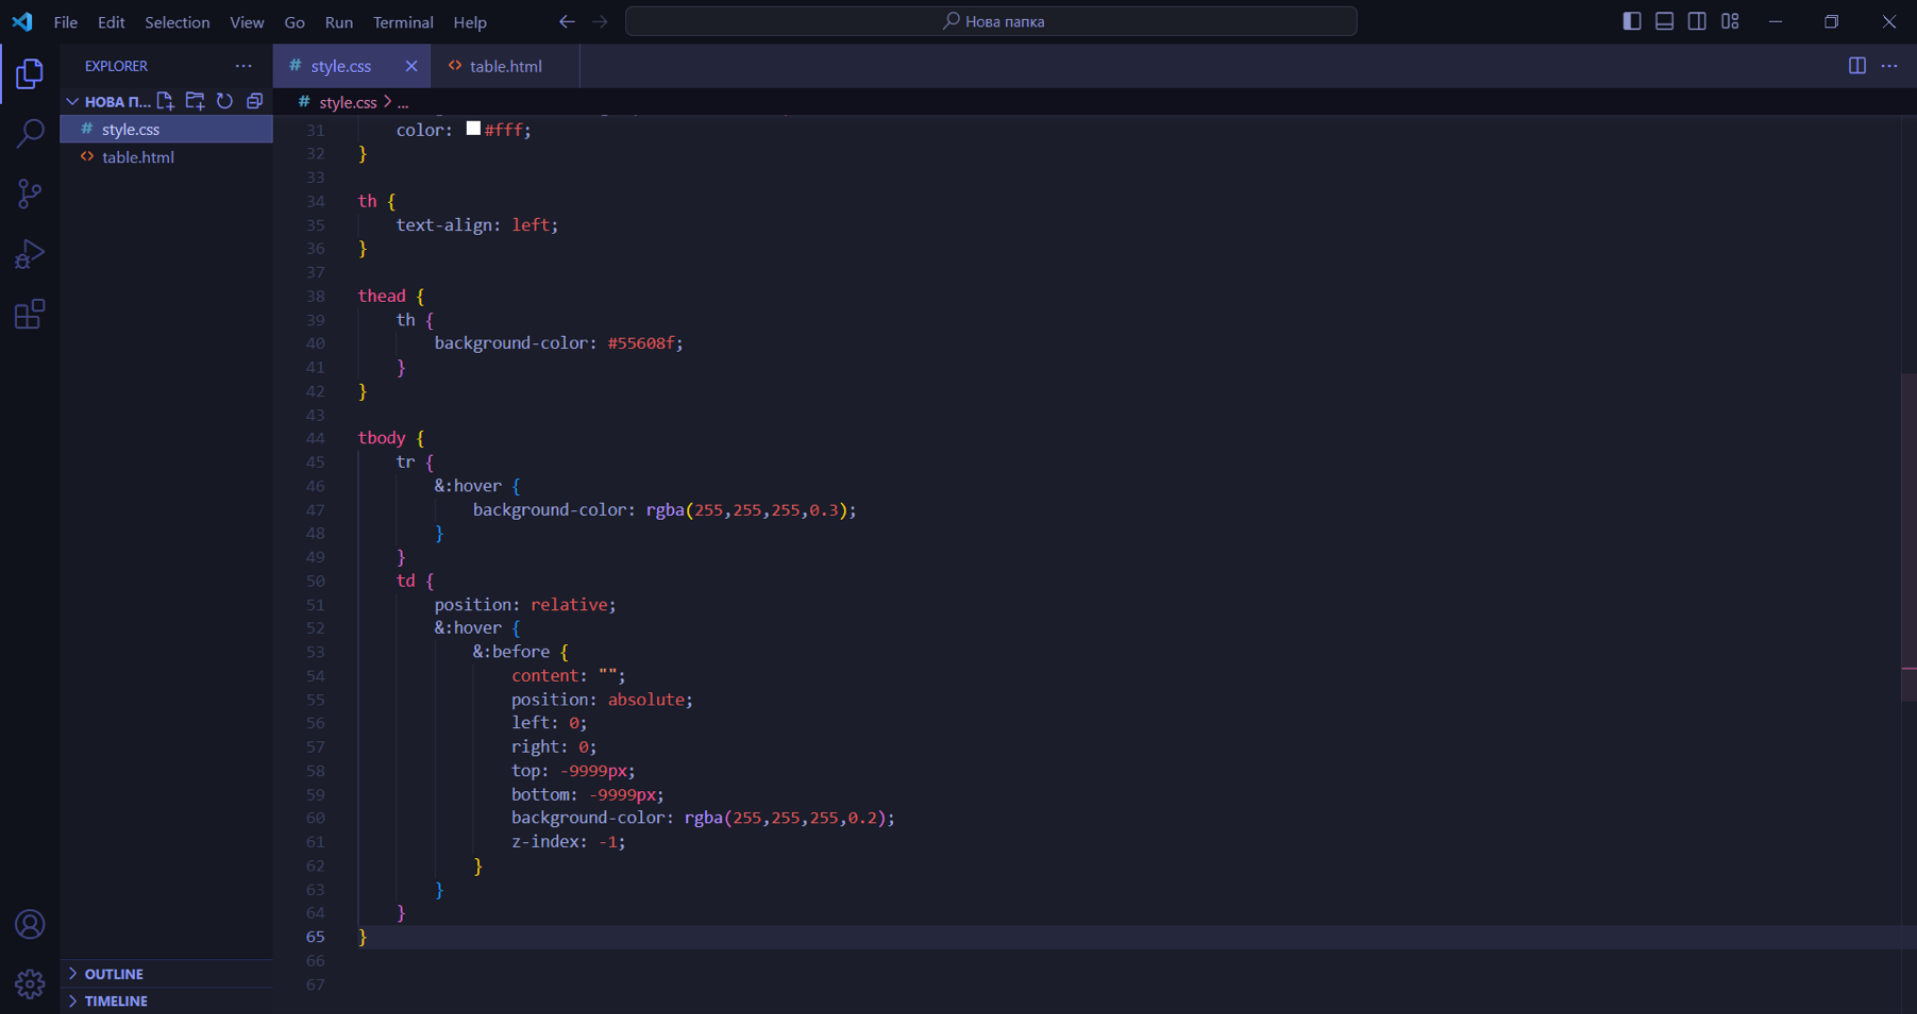 File Edit Selection View Go Run Terminal Help
Нова папка
EXPLORER
НОВА П...
style.css
table.html
OUTLINE
TIMELINE
# style.css
<> table.html
# style.css > ...
31 color: #fff;
32 }
33
34 th {
35 text-align: left;
36 }
37
38 thead {
39 th {
40 background-color: #55608f;
41 }
42 }
43
44 tbody {
45 tr {
46 &:hover {
47 background-color: rgba(255,255,255,0.3);
48 }
49 }
50 td {
51 position: relative;
52 &:hover {
53 &:before {
54 content: "";
55 position: absolute;
56 left: 0;
57 right: 0;
58 top: -9999px;
59 bottom: -9999px;
60 background-color: rgba(255,255,255,0.2);
61 z-index: -1;
62 }
63 }
64 }
65 }
66
67